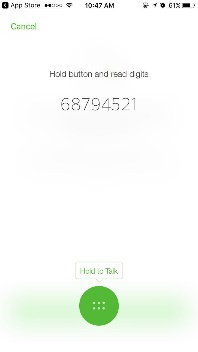 App Store 10:47 AM 61%
Cancel
Hold button and read digits
68794521
Hold to Talk